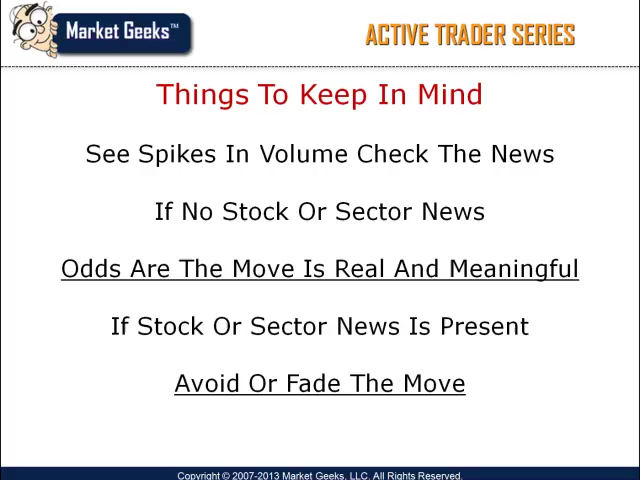 Market Geeks™
ACTIVE TRADER SERIES
Things To Keep In Mind
See Spikes In Volume Check The News
If No Stock Or Sector News
Odds Are The Move Is Real And Meaningful
If Stock Or Sector News Is Present
Avoid Or Fade The Move
Copyright © 2007-2013 Market Geeks, LLC. All Rights Reserved.